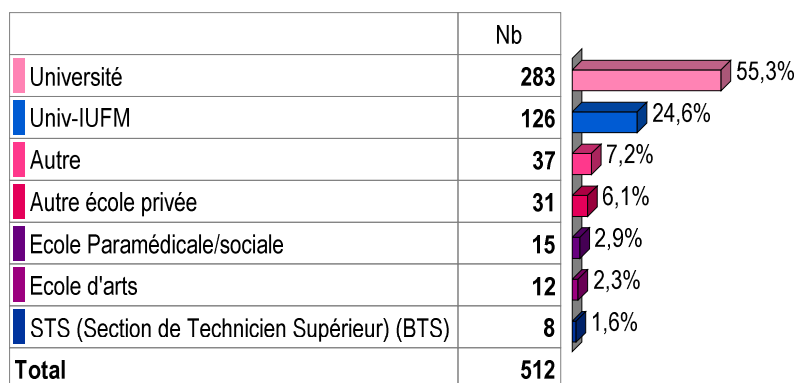 Nb
Université 283 55,3%
Univ-IUFM 126 24,6%
Autre 37 7,2%
Autre école privée 31 6,1%
Ecole Paramédicale/sociale 15 2,9%
Ecole d'arts 12 2,3%
STS (Section de Technicien Supérieur) (BTS) 8 1,6%
Total 512